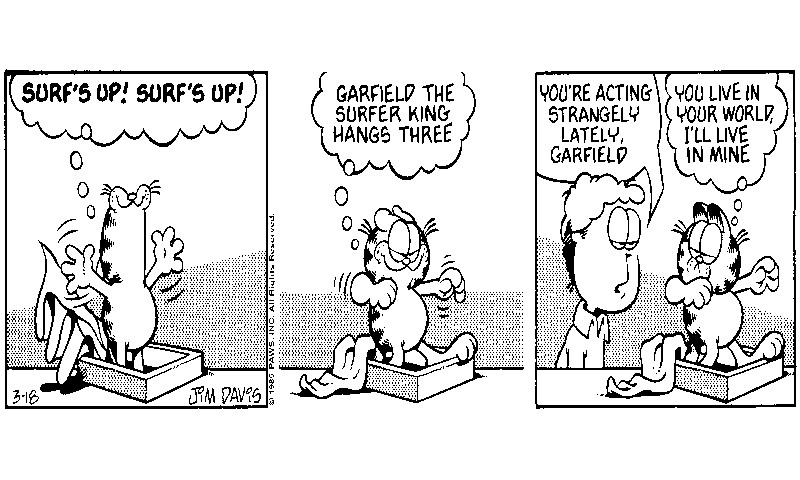 SURF'S UP! SURF'S UP!
3-18
JIM DAVIS
© 1985 PAWS, INC. All Rights Reserved.
GARFIELD THE
SURFER KING
HANGS THREE
YOU'RE ACTING
STRANGELY
LATELY,
GARFIELD
YOU LIVE IN
YOUR WORLD,
I'LL LIVE
IN MINE